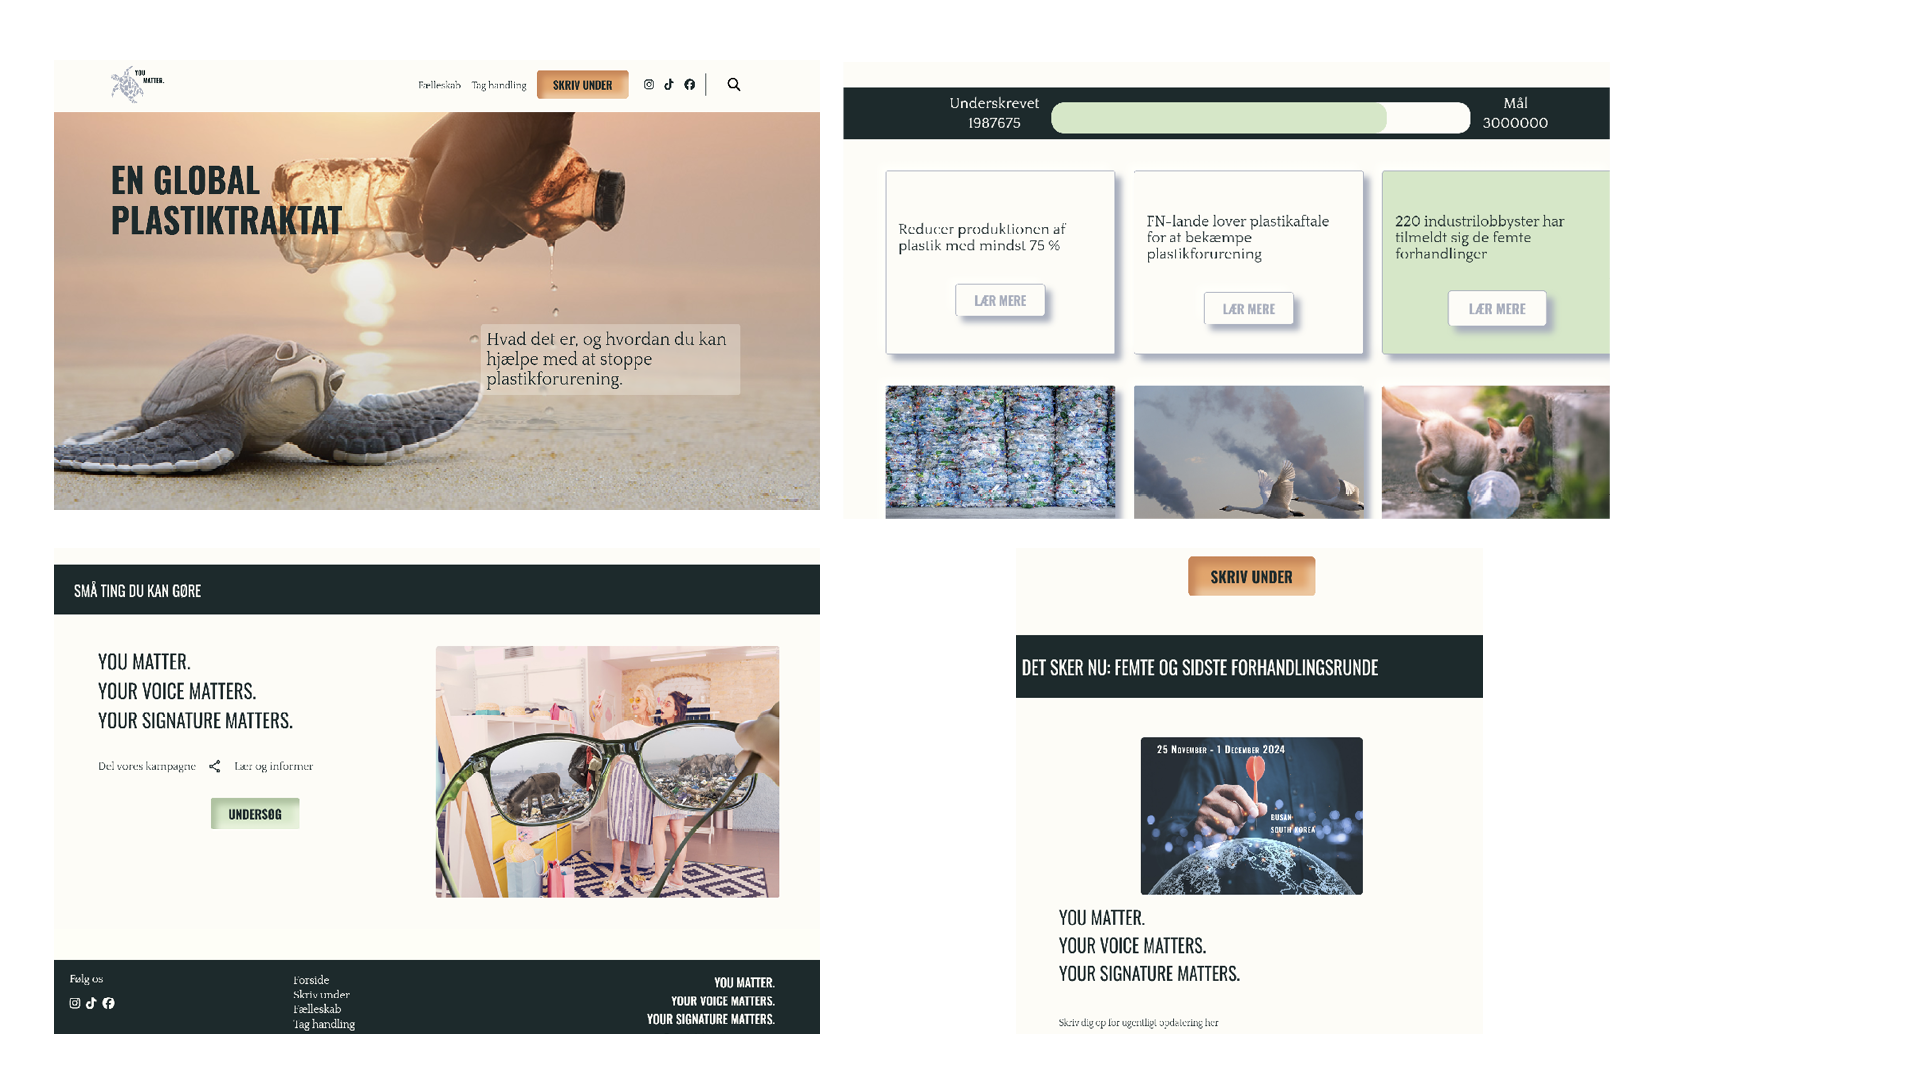 YOU
MATTER.
Fælleskab
Tag handling
SKRIV UNDER
EN GLOBAL
PLASTIKTRAKTAT
Hvad det er, og hvordan du kan
hjælpe med at stoppe
plastikforurening.
Underskrevet
1987675
Mål
3000000
Reducer produktionen af
plastik med mindst 75 %
LÆR MERE
FN-lande lover plastikaftale
for at bekæmpe
plastikforurening
LÆR MERE
220 industrilobbyster har
tilmeldt sig de femte
forhandlinger
LÆR MERE
SMÅ TING DU KAN GØRE
YOU MATTER.
YOUR VOICE MATTERS.
YOUR SIGNATURE MATTERS.
Del vores kampagne
Lær og informer
UNDERSØG
Følg os
Forside
Skriv under
Fælleskab
Tag handling
YOU MATTER.
YOUR VOICE MATTERS.
YOUR SIGNATURE MATTERS.
SKRIV UNDER
DET SKER NU: FEMTE OG SIDSTE FORHANDLINGSRUNDE
25 November - 1 December 2024
BUSAN
SOUTH KOREA
YOU MATTER.
YOUR VOICE MATTERS.
YOUR SIGNATURE MATTERS.
Skriv dig op for ugentligt opdatering her